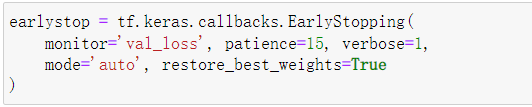 earlystop = tf.keras.callbacks.EarlyStopping(
    monitor='val_loss', patience=15, verbose=1,
    mode='auto', restore_best_weights=True
)